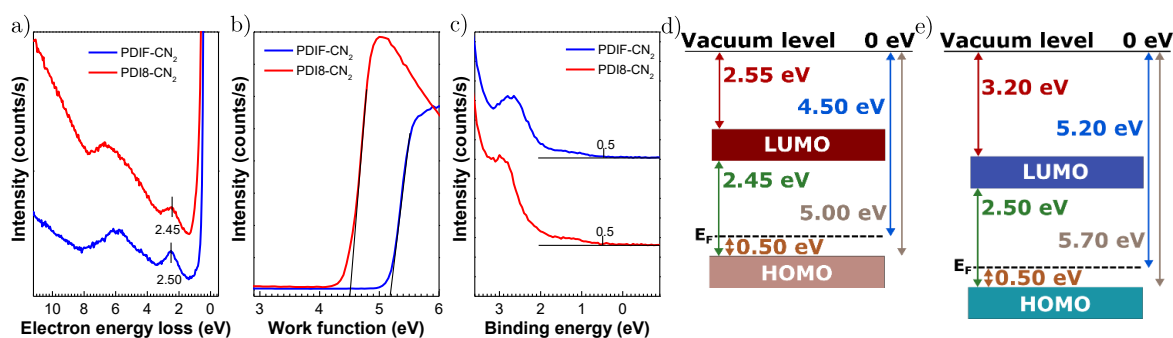 a)
PDIF-CN2
PDI8-CN2
Intensity (counts/s)
2.45
2.50
10 8 6 4 2 0
Electron energy loss (eV)
b)
PDIF-CN2
PDI8-CN2
Intensity (counts/s)
3 4 5 6
Work function (eV)
c)
PDIF-CN2
PDI8-CN2
Intensity (counts/s)
0.5
0.5
3 2 1 0
Binding energy (eV)
d)
Vacuum level 0 eV
2.55 eV
4.50 eV
LUMO
2.45 eV
5.00 eV
EF
0.50 eV
HOMO
e)
Vacuum level 0 eV
3.20 eV
5.20 eV
LUMO
2.50 eV
5.70 eV
EF
0.50 eV
HOMO